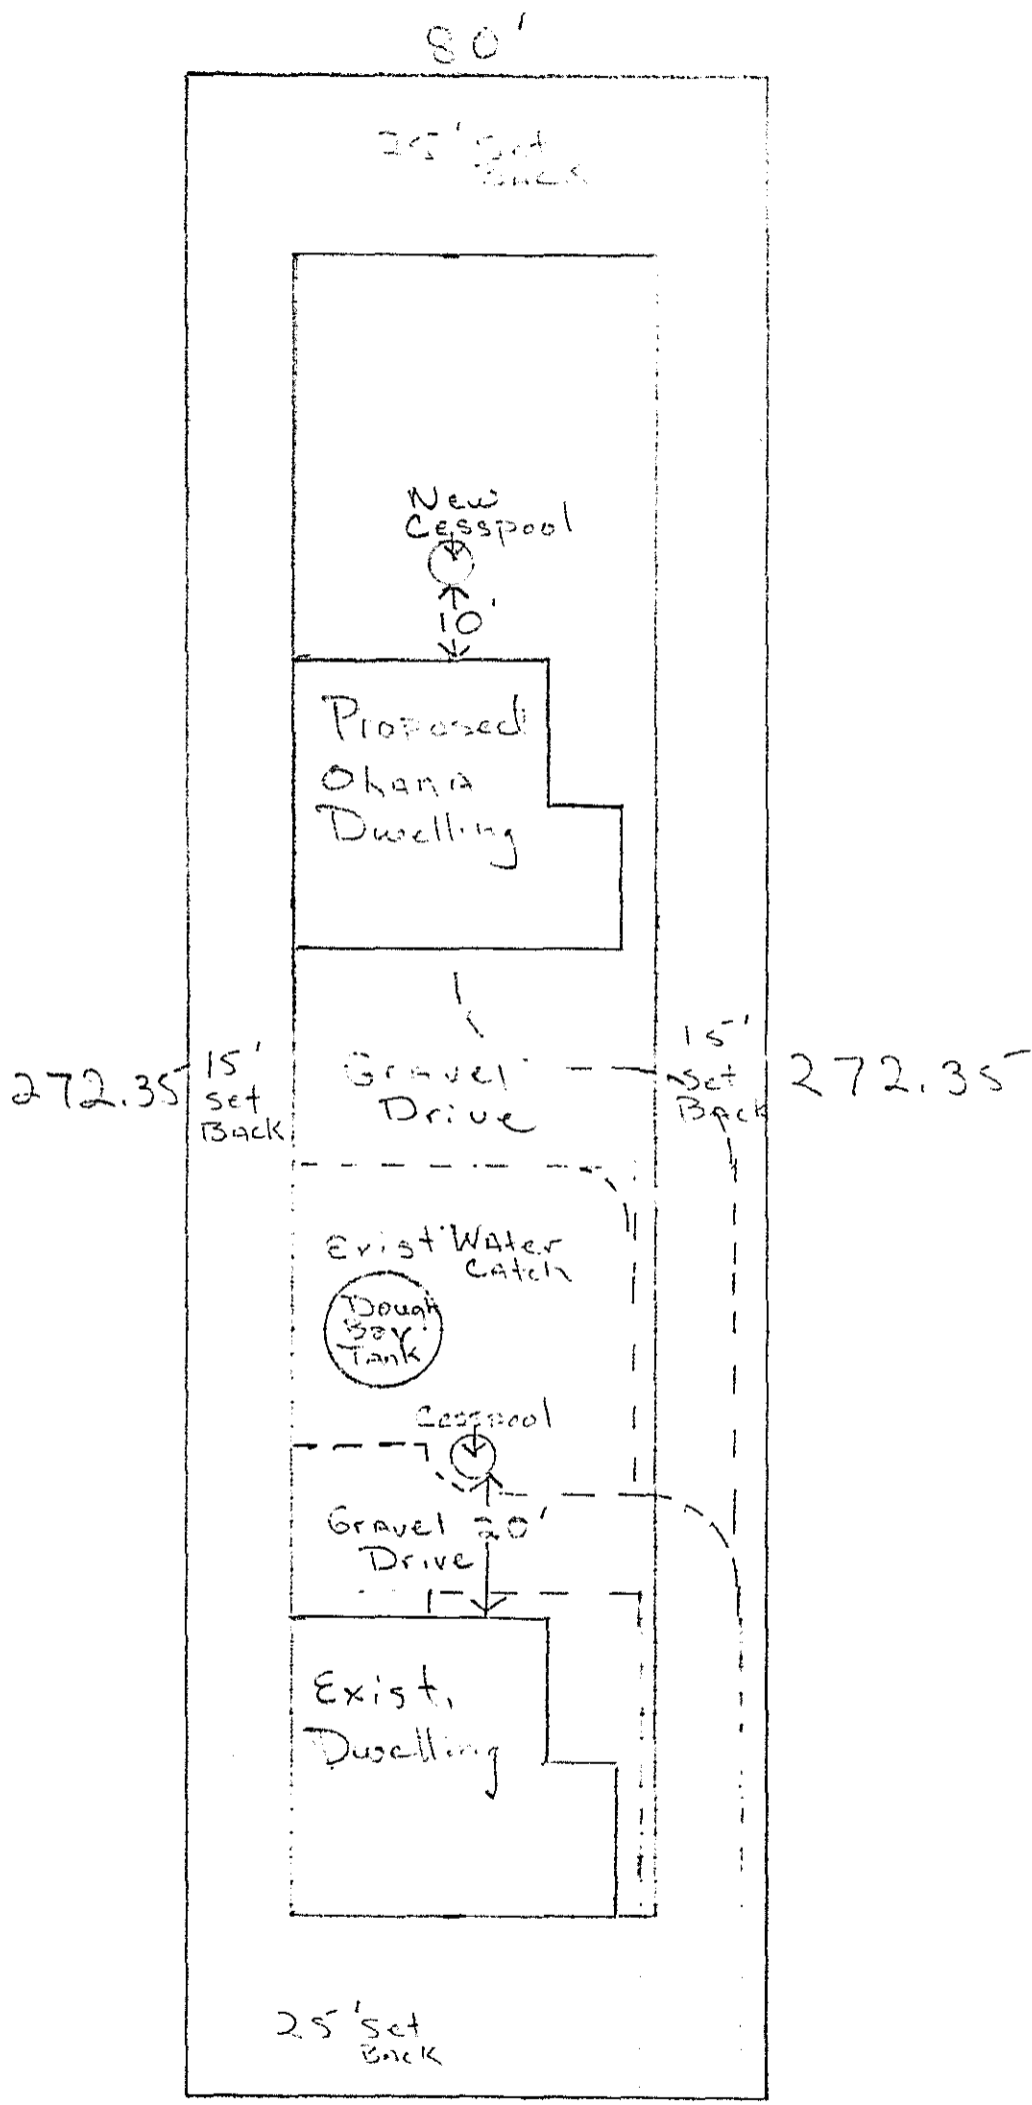 80'
25' Set
Back
New
Cesspool
10'
Proposed
Ohana
Dwelling
272.35
15'
Set
Back
Gravel
Drive
15'
Set
Back
272.35
Exist Water
Catch
Dough
Boy
Tank
Cesspool
Gravel
Drive
20'
Exist.
Dwelling
25' Set
Back